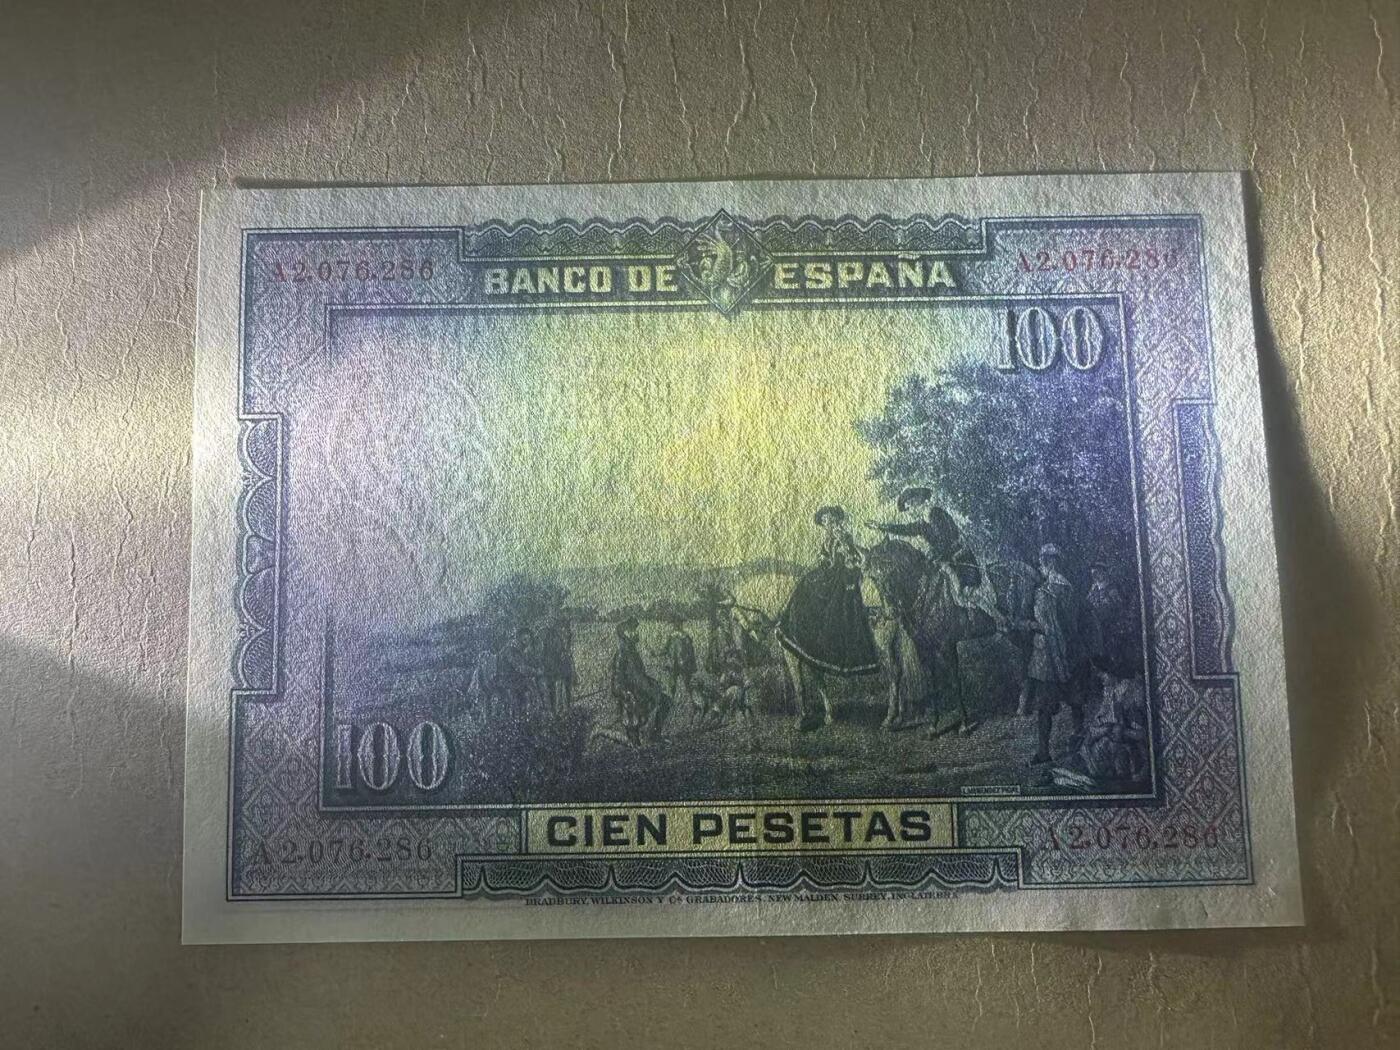 A2,076,286
BANCO DE ESPAÑA
A2,076,286
100
100
CIEN PESETAS
A2,076,286
A2,076,286
BRADBURY, WILKINSON Y Cª GRABADORES, NEW MALDEN, SURREY, INGLATERRA